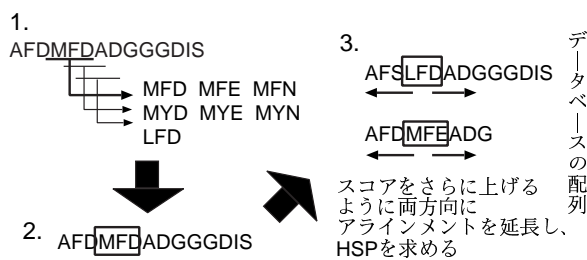 1.
AFDMFDADGGGDIS
MFD MFE MFN
MYD MYE MYN
LFD
2. AFDMFDADGGGDIS
3.
AFSLFDADGGGDIS
AFDMFEADG
スコアをさらに上げる
ように両方向に
アラインメントを延長し、
HSPを求める
データベースの配列